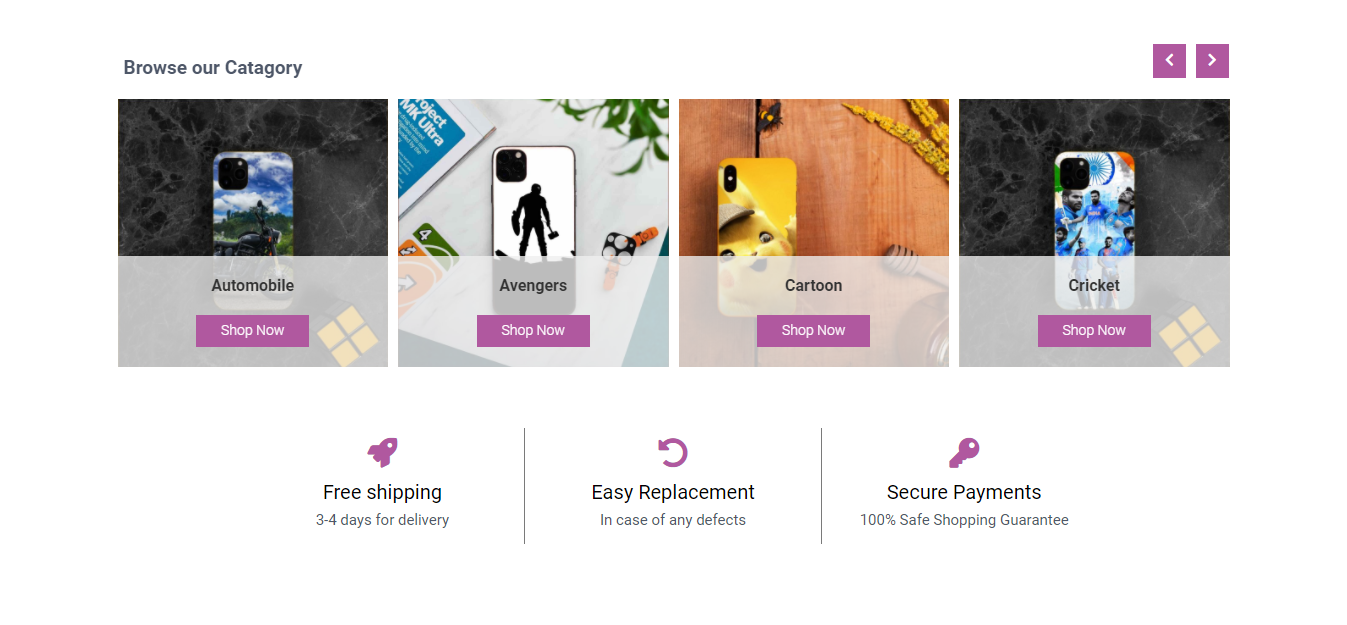 Browse our Catagory
Project
MK Ultra
4
INDIA
Automobile
Avengers
Cartoon
Cricket
Shop Now
Shop Now
Shop Now
Shop Now
Free shipping
Easy Replacement
Secure Payments
3-4 days for delivery
In case of any defects
100% Safe Shopping Guarantee